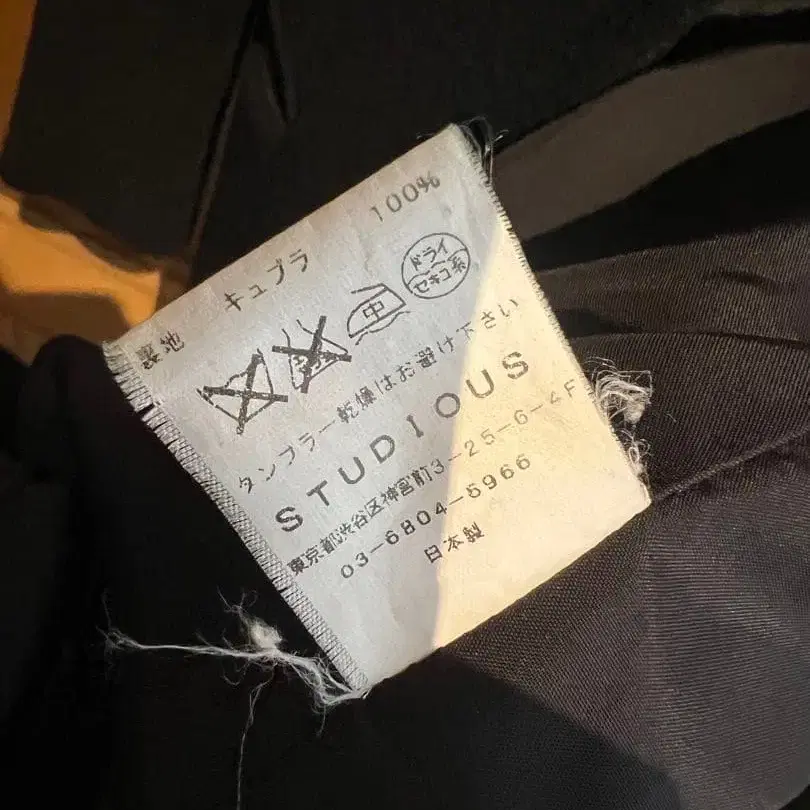 裏地 キュプラ 100%
中 ドライ
セキユ系
タンブラー乾燥はお避け下さい
STUDIOUS
東京都渋谷区神宮前3-25-6-4F
03-6804-5966
日本製